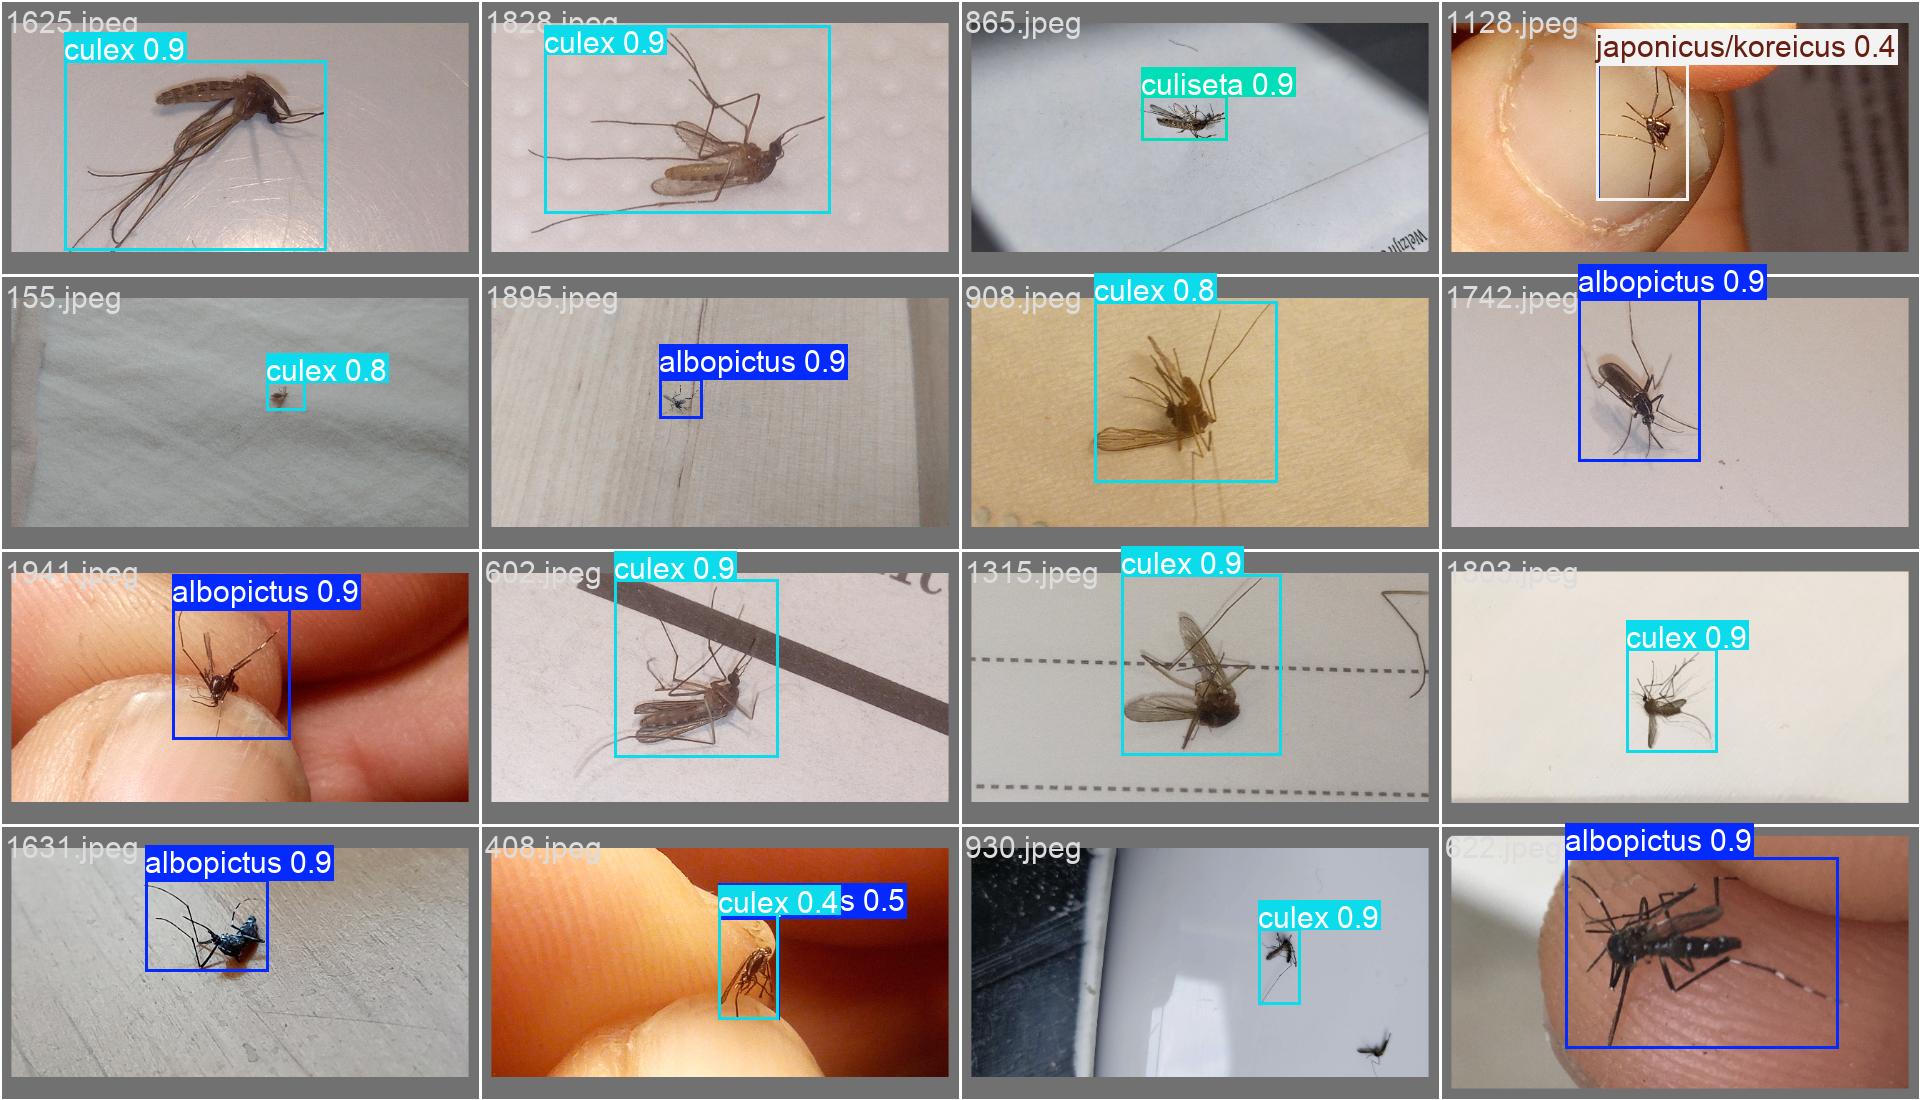 1625.jpeg
culex 0.9
1828.jpeg
culex 0.9
865.jpeg
culiseta 0.9
Welzijn
1128.jpeg
japonicus/koreicus 0.4
155.jpeg
culex 0.8
1895.jpeg
albopictus 0.9
908.jpeg
culex 0.8
1742.jpeg
albopictus 0.9
1941.jpeg
albopictus 0.9
602.jpeg
culex 0.9
1315.jpeg
culex 0.9
1803.jpeg
culex 0.9
1631.jpeg
albopictus 0.9
408.jpeg
culex 0.4
s 0.5
930.jpeg
culex 0.9
622.jpeg
albopictus 0.9